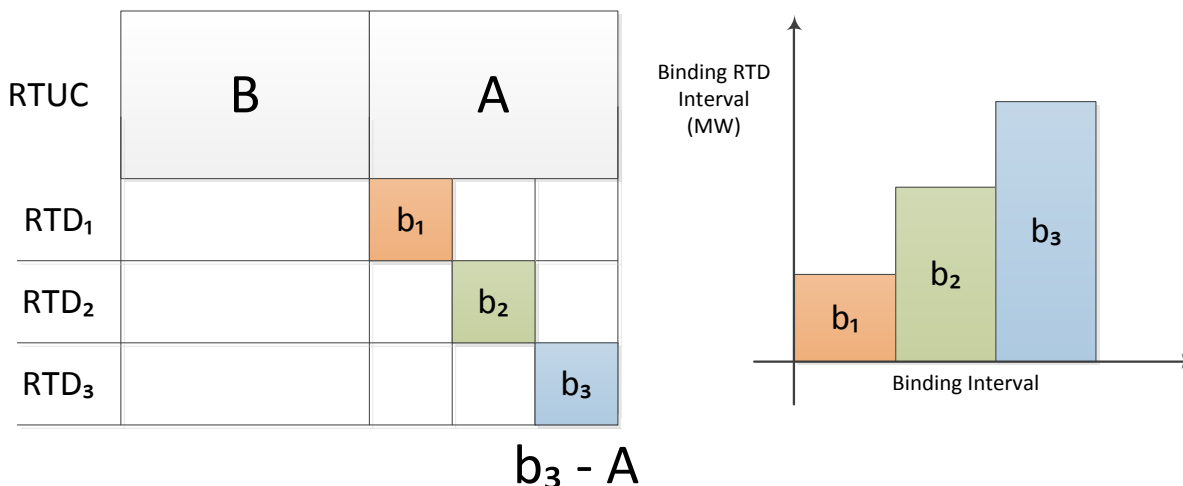 RTUC
B
A
RTD₁
b₁
RTD₂
b₂
RTD₃
b₃
b₃ - A
Binding RTD
Interval
(MW)
b₁
b₂
b₃
Binding Interval